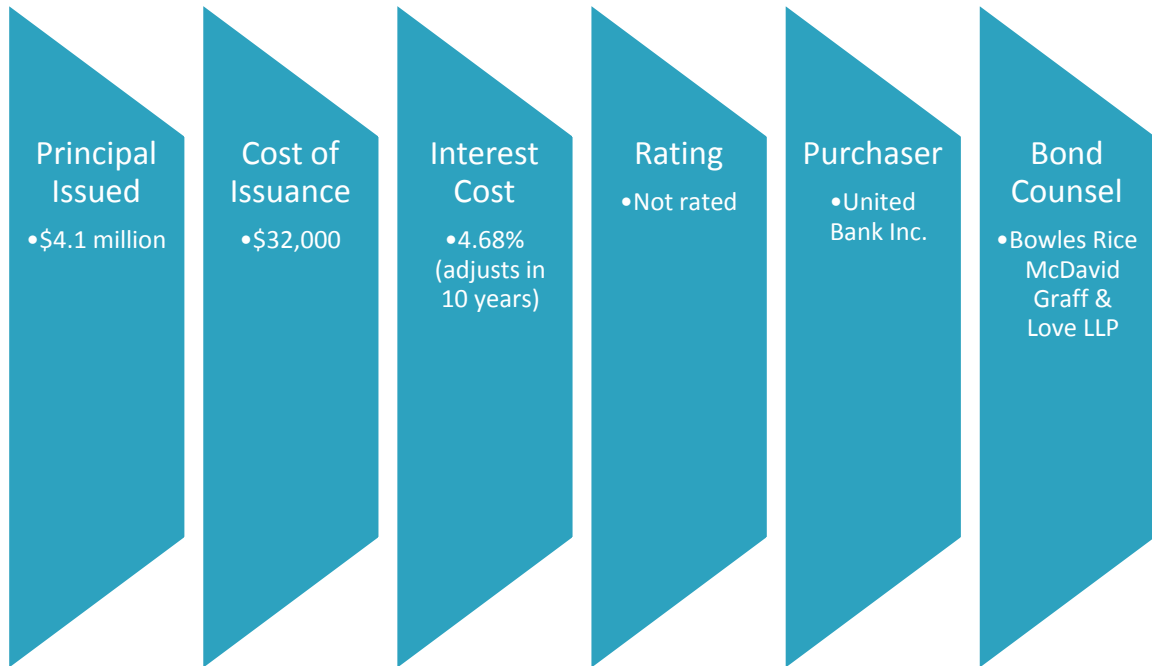 Principal
Issued
•$4.1 million
Cost of
Issuance
•$32,000
Interest
Cost
•4.68%
(adjusts in
10 years)
Rating
•Not rated
Purchaser
•United
Bank Inc.
Bond
Counsel
•Bowles Rice
McDavid
Graff &
Love LLP